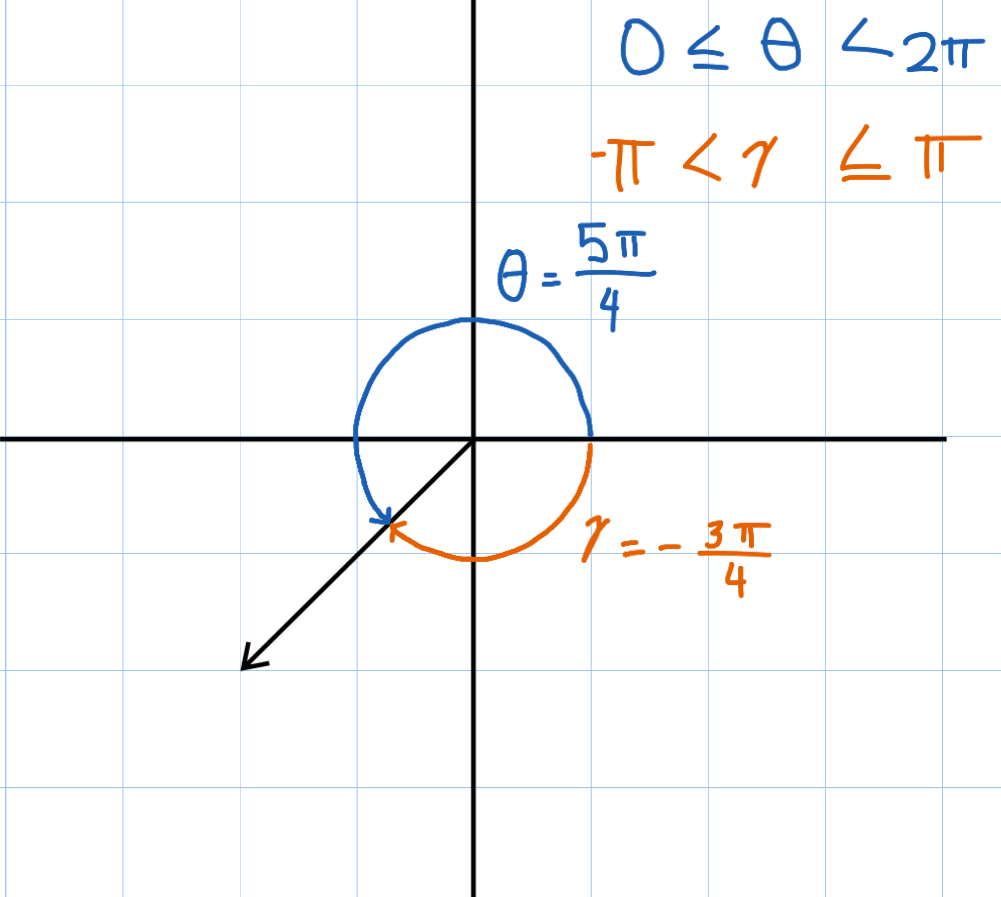 0 ≤ θ < 2π
-π < γ ≤ π
θ = 5π/4
γ = - 3π/4